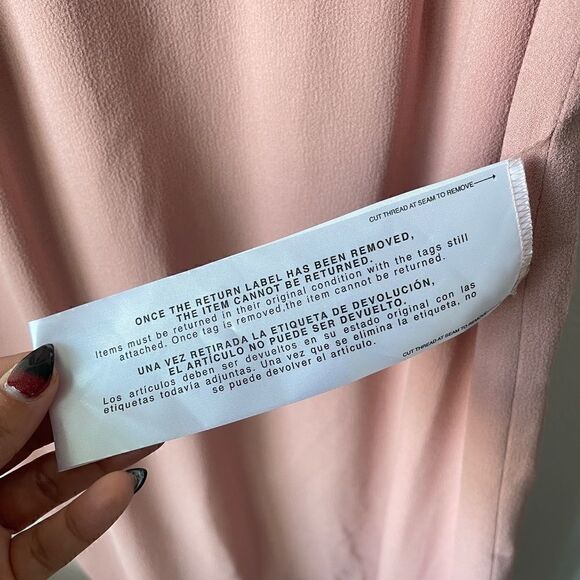 CUT THREAD AT SEAM TO REMOVE
ONCE THE RETURN LABEL HAS BEEN REMOVED,
THE ITEM CANNOT BE RETURNED.
Items must be returned in their original condition with the tags still
attached. Once tag is removed,he item cannot be returned.
UNA VEZ RETIRADA LA ETIQUETA DE DEVOLUCIÓN,
EL ARTÍCULO NO PUEDE SER DEVUELTO.
Los artículos deben ser devueltos en su estado original con las
etiquetas todavía adjuntas. Una vez que se elimina la etiqueta, no
se puede devolver el artículo.
CUT THREAD AT SEAM TO REMOVE